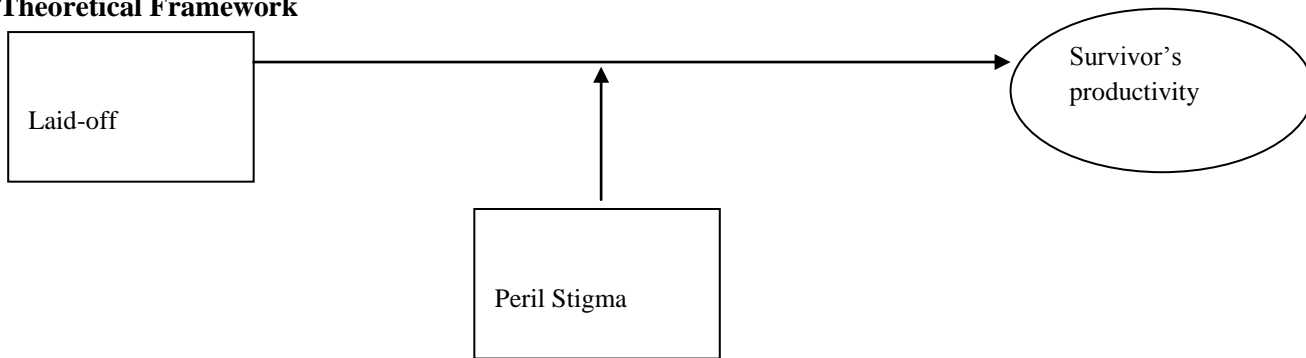 Theoretical Framework
Survivor's
productivity
Laid-off
Peril Stigma